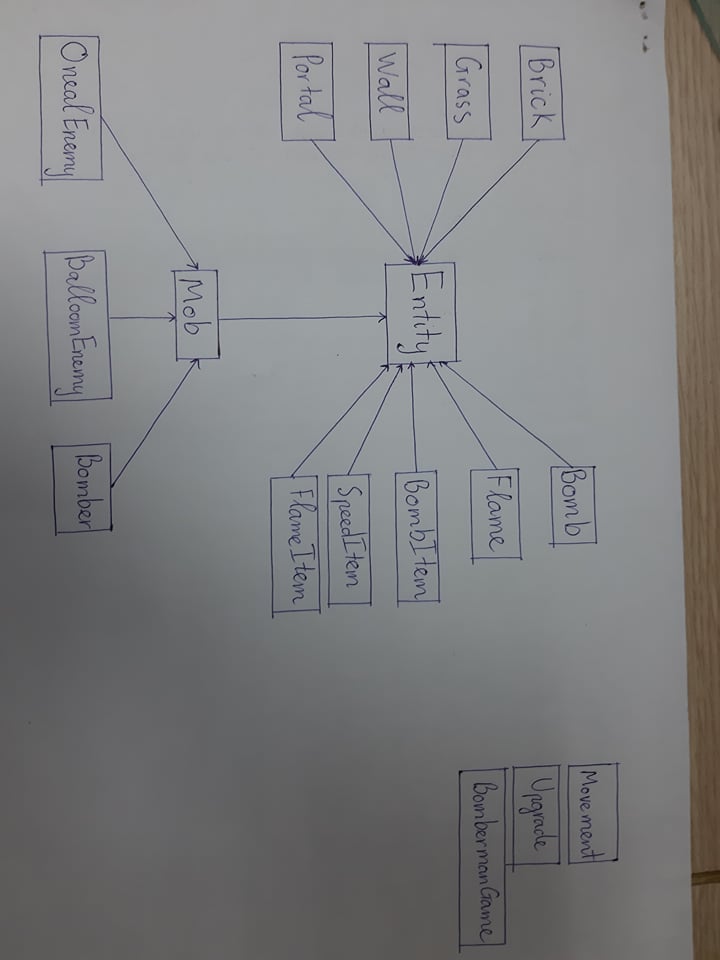 Brick
Grass
Wall
Portal
Entity
Bomb
Flame
BombItem
SpeedItem
FlameItem
Mob
OnealEnemy
BalloomEnemy
Bomber
Movement
Upgrade
BombermanGame